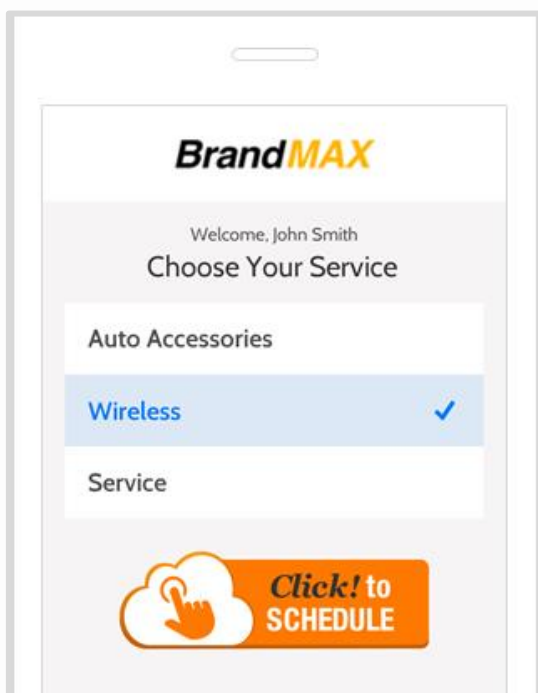 BrandMAX
Welcome, John Smith
Choose Your Service
Auto Accessories
Wireless
Service
Click! to
SCHEDULE